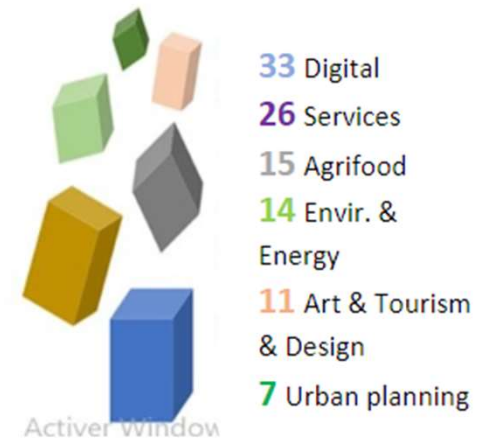 33 Digital
26 Services
15 Agrifood
14 Envir. &
Energy
11 Art & Tourism
& Design
7 Urban planning
Activer Window